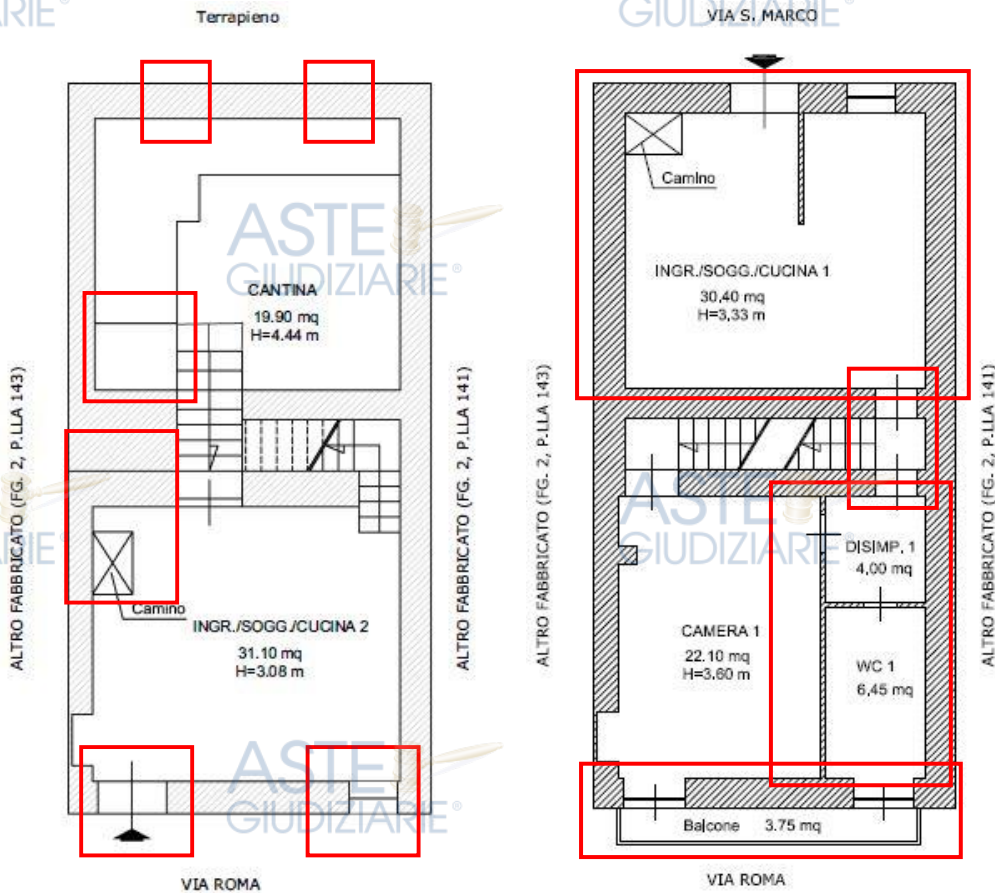 Terrapieno
ASTE
GIUDIZIARIE®
CANTINA
19.90 mq
H=4.44 m
ALTRO FABBRICATO (FG. 2, P.LLA 143)
ALTRO FABBRICATO (FG. 2, P.LLA 141)
Camino
INGR./SOGG./CUCINA 2
31.10 mq
H=3.08 m
ASTE
GIUDIZIARIE®
VIA ROMA
GIUDIZIARIE®
VIA S. MARCO
Camino
INGR./SOGG./CUCINA 1
30,40 mq
H=3,33 m
ALTRO FABBRICATO (FG. 2, P.LLA 143)
ALTRO FABBRICATO (FG. 2, P.LLA 141)
ASTE
GIUDIZIARIE®
DISIMP. 1
4,00 mq
CAMERA 1
22.10 mq
H=3.60 m
WC 1
6,45 mq
Balcone 3.75 mq
VIA ROMA